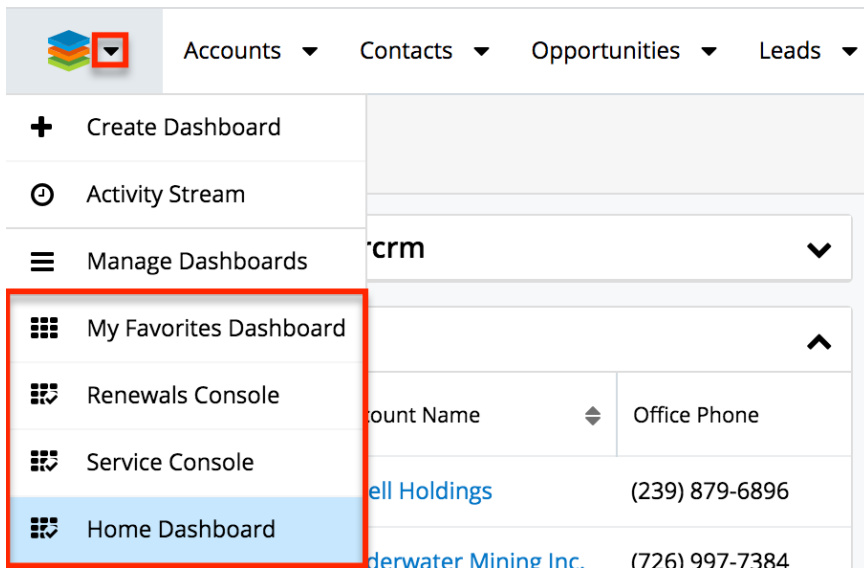 Accounts Contacts Opportunities Leads
Create Dashboard
Activity Stream
Manage Dashboards
rcrm
My Favorites Dashboard
Renewals Console
count Name Office Phone
Service Console
ell Holdings (239) 879-6896
Home Dashboard
derwater Mining Inc. (726) 997-7384